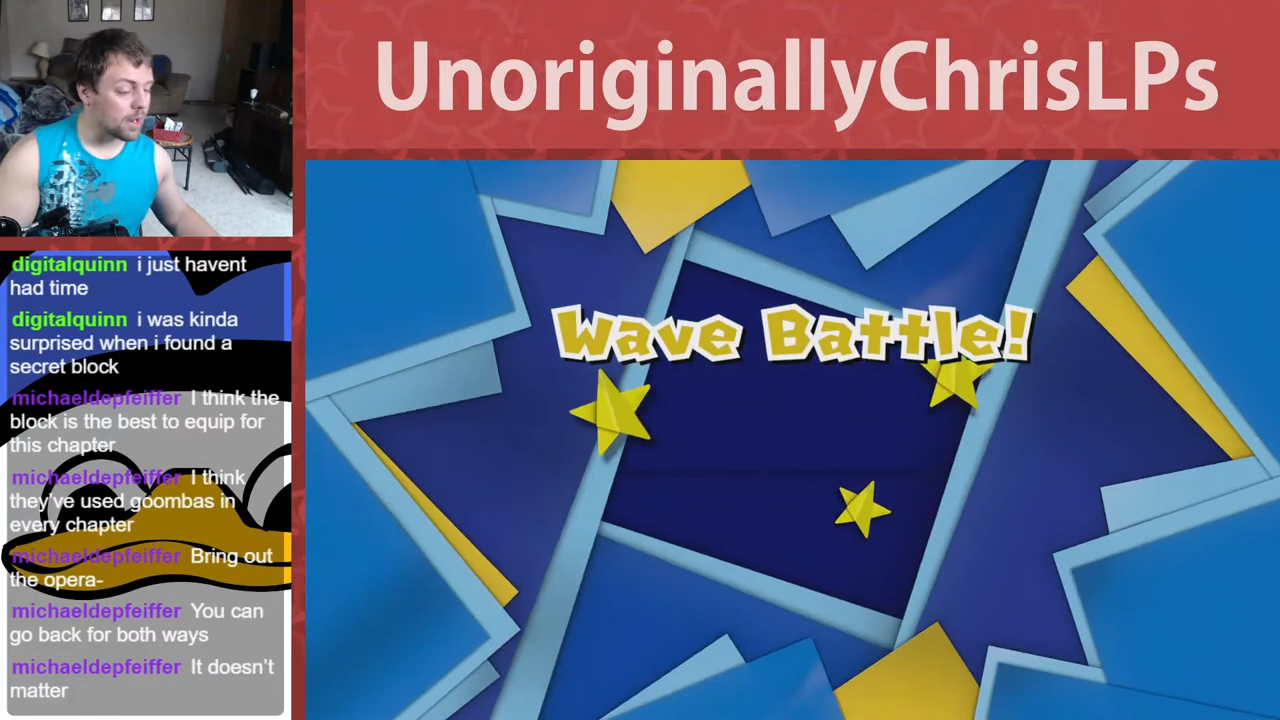 UnoriginallyChrisLPs
Wave Battle!
digitalquinn i just havent
had time
digitalquinn i was kinda
surprised when i found a
secret block
michaeldepfeiffer I think the
block is the best to equip for
this chapter
michaeldepfeiffer I think
they've used goombas in
every chapter
michaeldepfeiffer Bring out
the opera-
michaeldepfeiffer You can
go back for both ways
michaeldepfeiffer It doesn't
matter